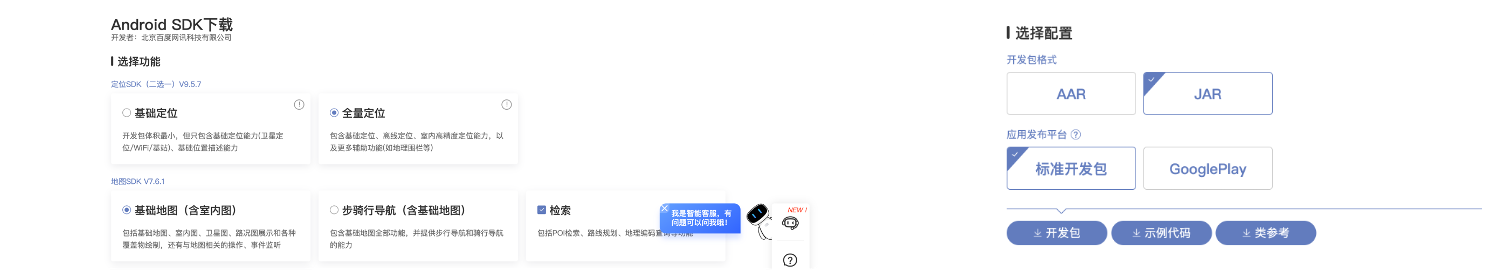 Android SDK下载
开发者：北京百度网讯科技有限公司
选择功能
定位SDK（二选一）V9.5.7
基础定位
开发包体积最小，但只包含基础定位能力(卫星定
位/WiFi/基站)、基础位置描述能力
全量定位
包含基础定位、离线定位、室内高精度定位能力，以
及更多辅助功能(如地理围栏等)
地图SDK V7.6.1
基础地图（含室内图）
包括基础地图、室内图、卫星图、路况图展示和各种
覆盖物绘制，还有与地图相关的操作、事件监听
步骑行导航（含基础地图）
包含基础地图全部功能，并提供步行导航和骑行导航
的能力
检索
包括POI检索、路线规划、地理编码查询等功能
我是智能客服，有
问题可以问我哦！
NEW !
选择配置
开发包格式
AAR
JAR
应用发布平台
标准开发包
GooglePlay
开发包
示例代码
类参考